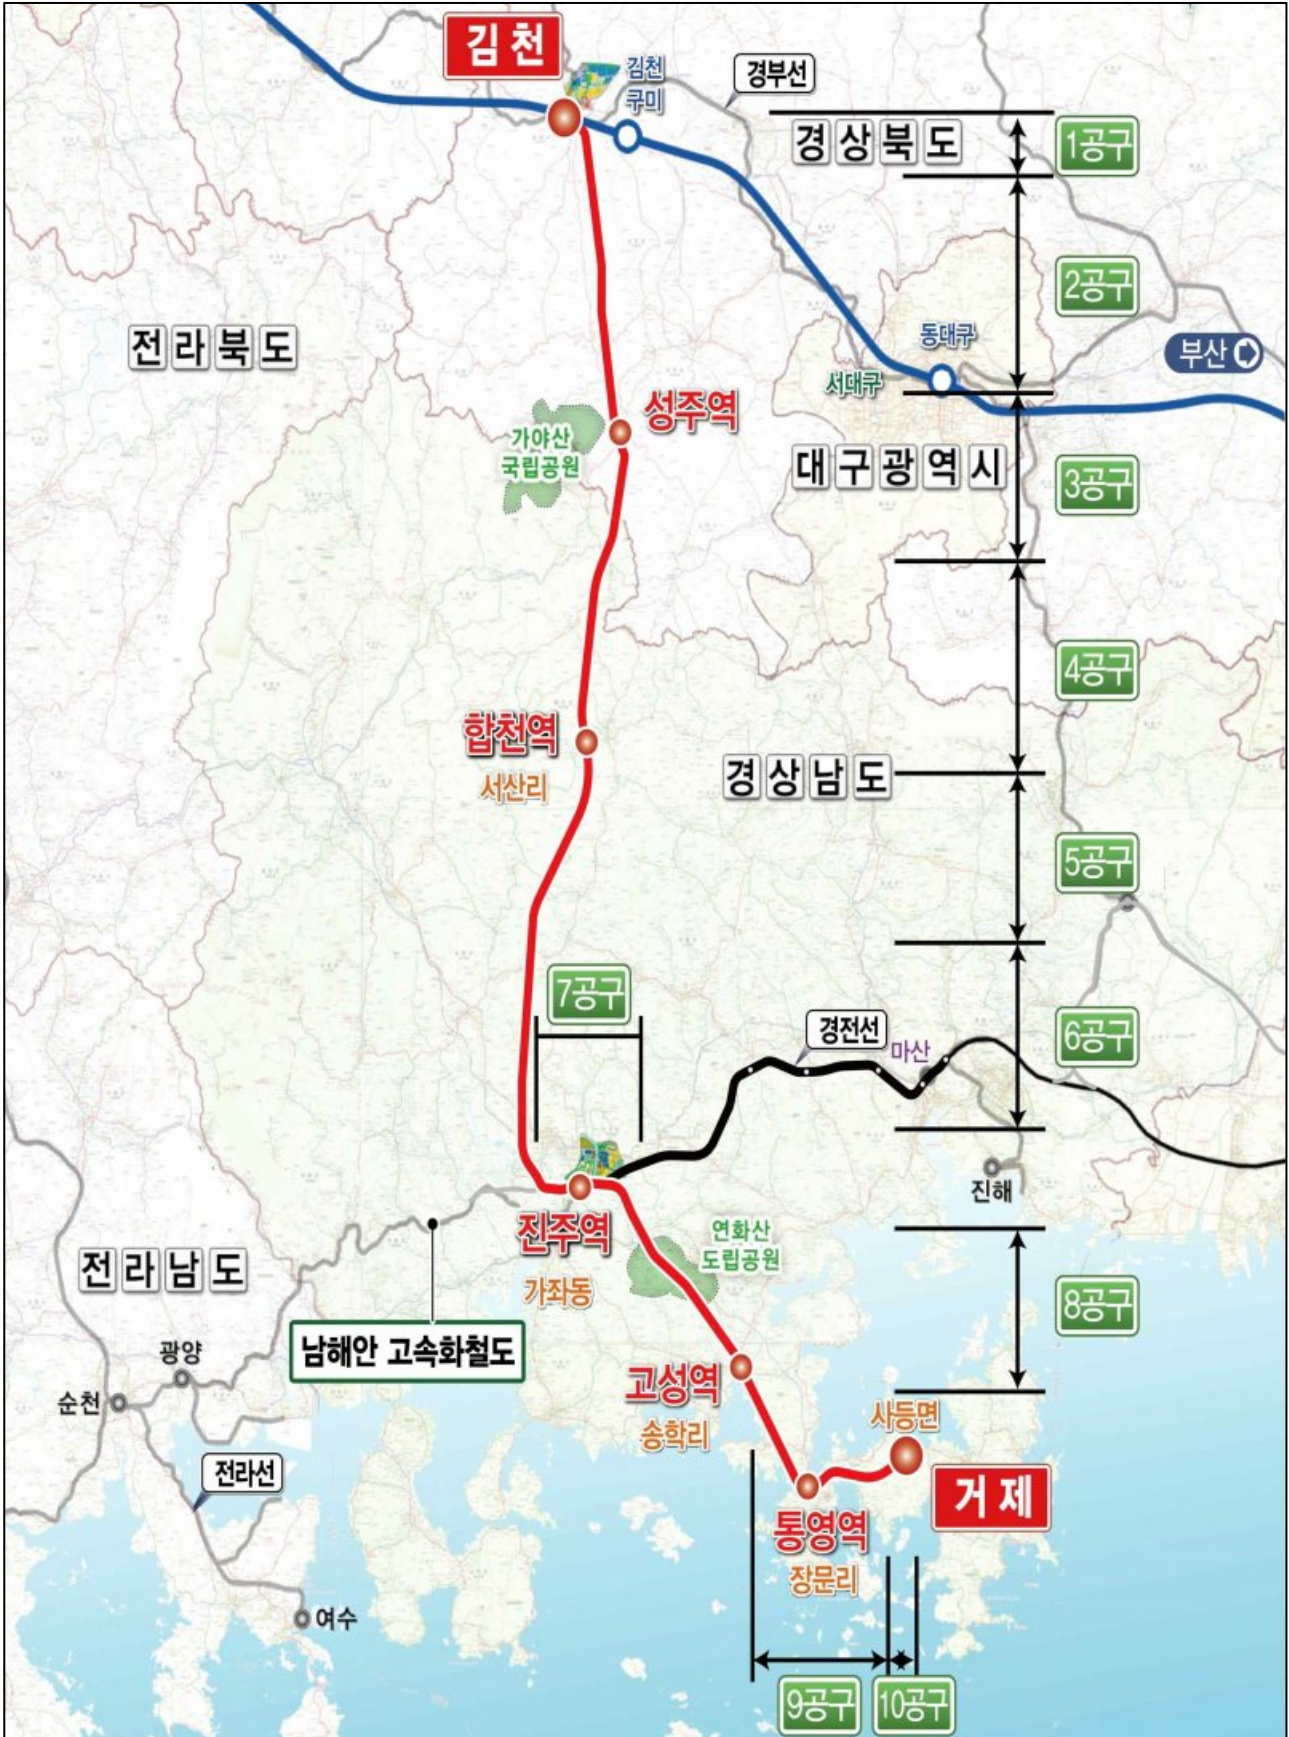 김천
김천
구미
경부선
경상북도
1공구
2공구
전라북도
동대구
부산
서대구
성주역
가야산
국립공원
대구광역시
3공구
4공구
합천역
서산리
경상남도
5공구
7공구
경전선
마산
6공구
진해
진주역
가좌동
연화산
도립공원
전라남도
8공구
남해안 고속화철도
광양
순천
고성역
송학리
사등면
전라선
거제
통영역
장문리
여수
9공구
10공구